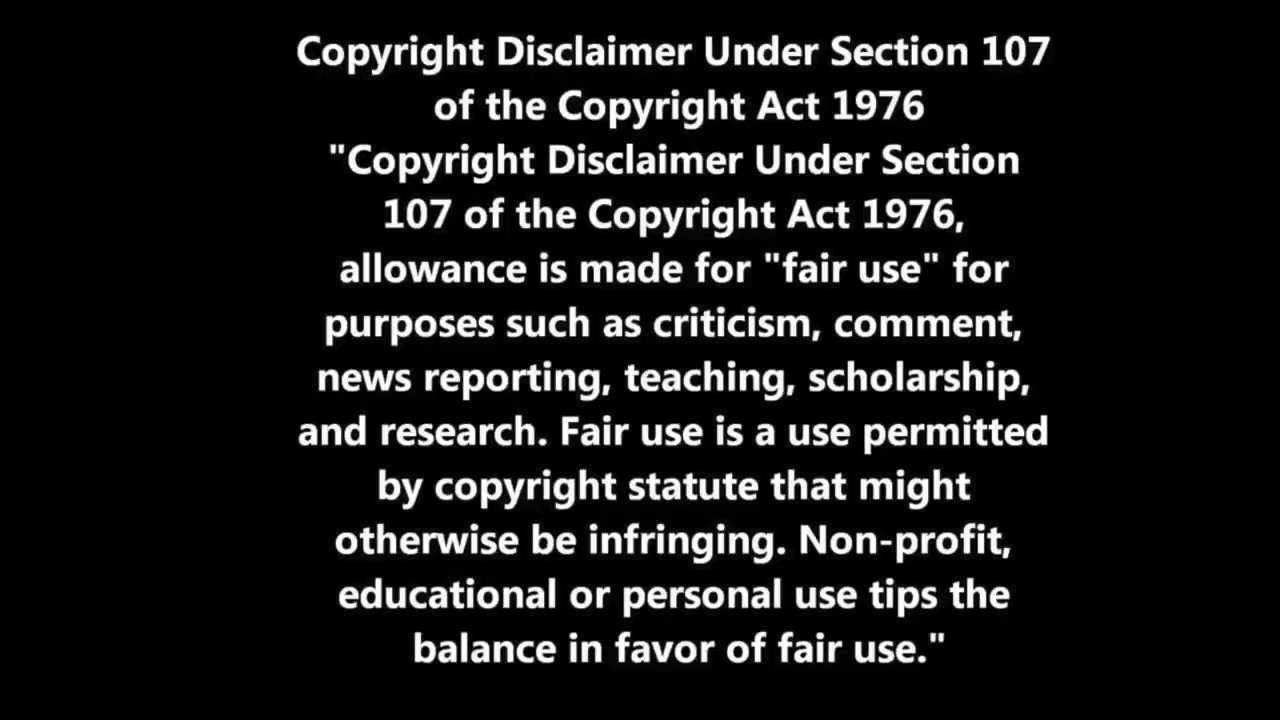 Copyright Disclaimer Under Section 107
of the Copyright Act 1976
"Copyright Disclaimer Under Section
107 of the Copyright Act 1976,
allowance is made for "fair use" for
purposes such as criticism, comment,
news reporting, teaching, scholarship,
and research. Fair use is a use permitted
by copyright statute that might
otherwise be infringing. Non-profit,
educational or personal use tips the
balance in favor of fair use."